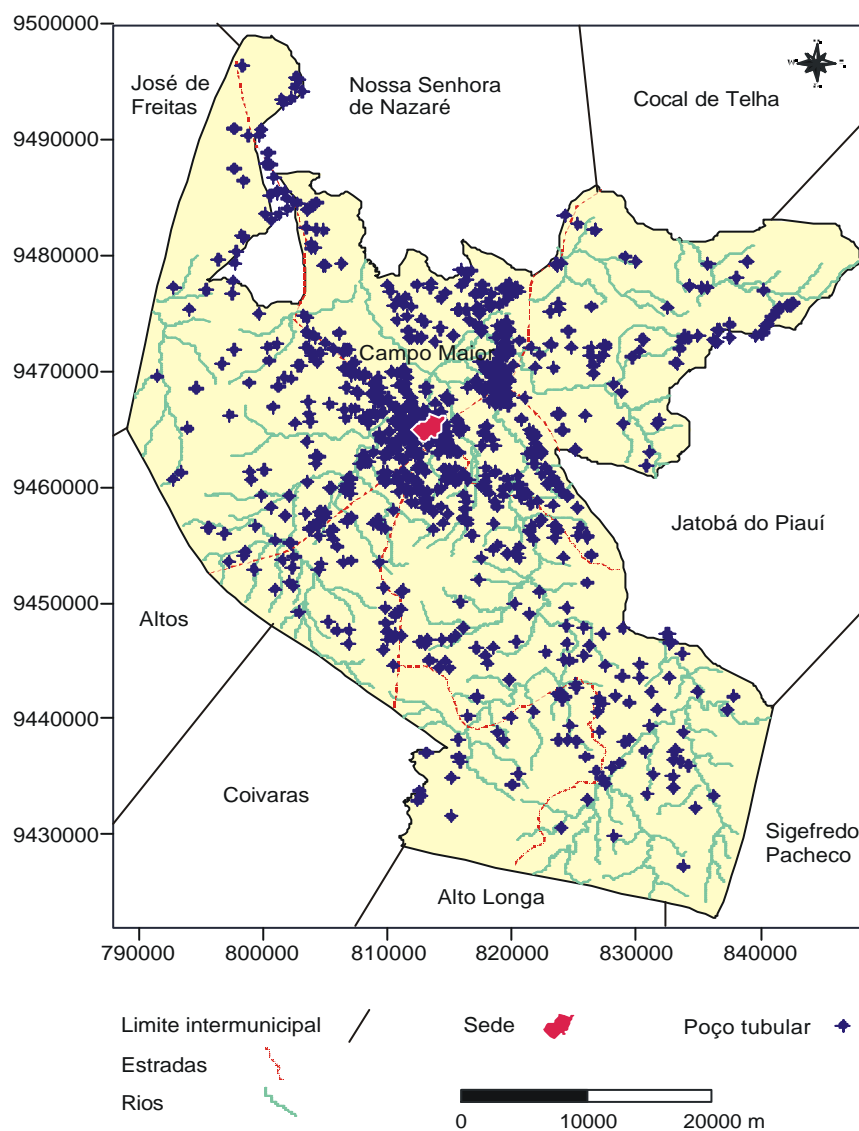 9500000
José de
Freitas
Nossa Senhora
de Nazaré
Cocal de Telha
9490000
9480000
Campo Maior
9470000
9460000
Jatobá do Piauí
9450000
Altos
9440000
Coivaras
9430000
Sigefredo
Pacheco
Alto Longa
790000 800000 810000 820000 830000 840000
Limite intermunicipal
Sede
Poço tubular
Estradas
Rios
0 10000 20000 m